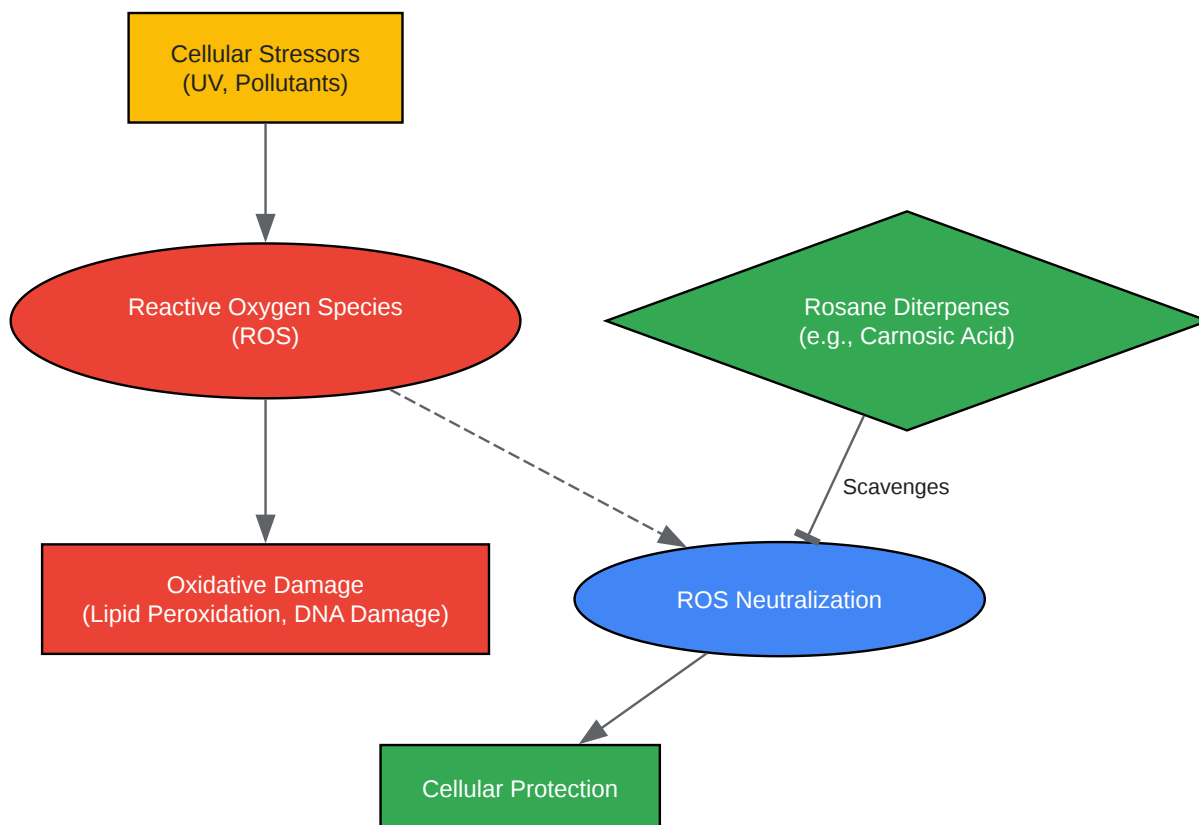 Cellular Stressors
(UV, Pollutants)
Reactive Oxygen Species
(ROS)
Rosane Diterpenes
(e.g., Carnosic Acid)
Scavenges
Oxidative Damage
(Lipid Peroxidation, DNA Damage)
ROS Neutralization
Cellular Protection